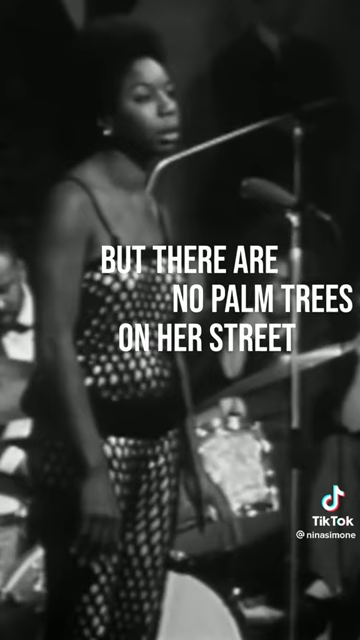 BUT THERE ARE
NO PALM TREES
ON HER STREET
TikTok
@ninasimone